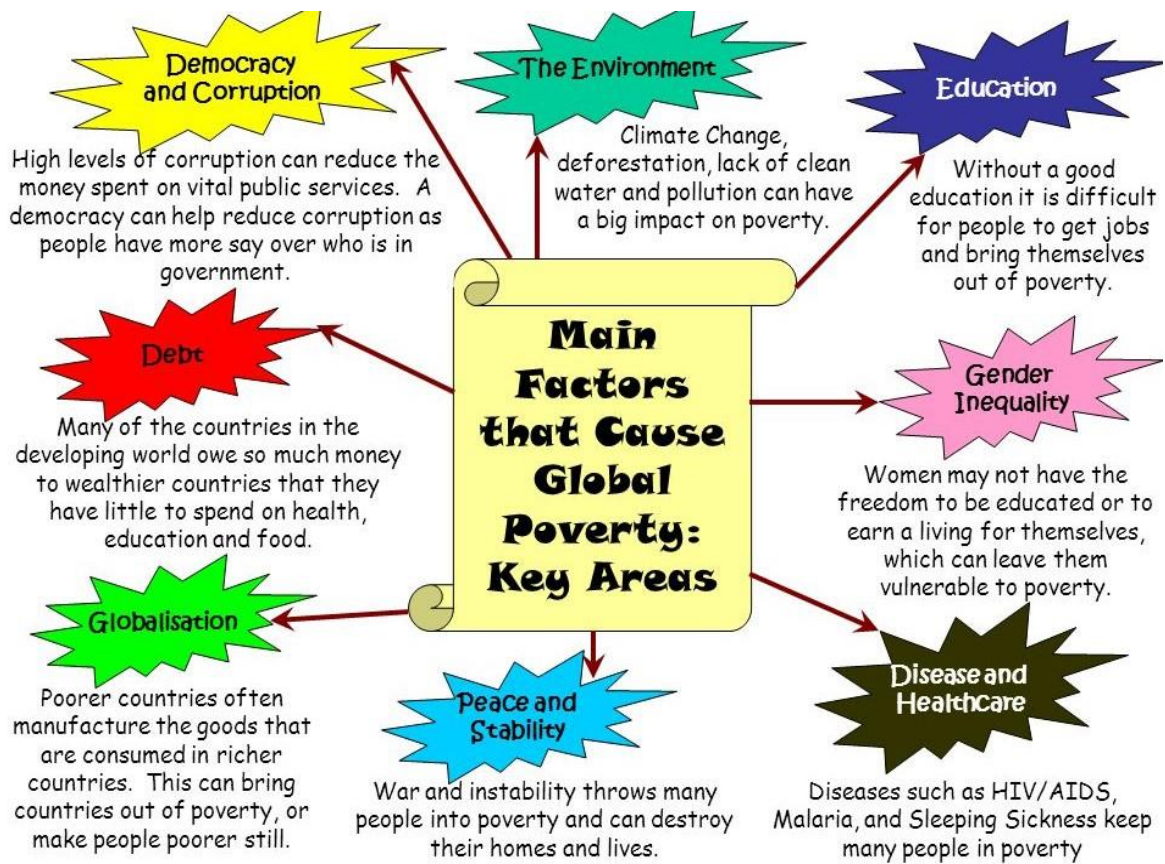 Democracy
and Corruption
High levels of corruption can reduce the
money spent on vital public services.  A
democracy can help reduce corruption as
people have more say over who is in
government.
The Environment
Climate Change,
deforestation, lack of clean
water and pollution can have
a big impact on poverty.
Education
Without a good
education it is difficult
for people to get jobs
and bring themselves
out of poverty.
Main
Factors
that Cause
Global
Poverty:
Key Areas
Debt
Many of the countries in the
developing world owe so much money
to wealthier countries that they
have little to spend on health,
education and food.
Gender
Inequality
Women may not have the
freedom to be educated or to
earn a living for themselves,
which can leave them
vulnerable to poverty.
Globalisation
Poorer countries often
manufacture the goods that
are consumed in richer
countries.  This can bring
countries out of poverty, or
make people poorer still.
Peace and
Stability
War and instability throws many
people into poverty and can destroy
their homes and lives.
Disease and
Healthcare
Diseases such as HIV/AIDS,
Malaria, and Sleeping Sickness keep
many people in poverty